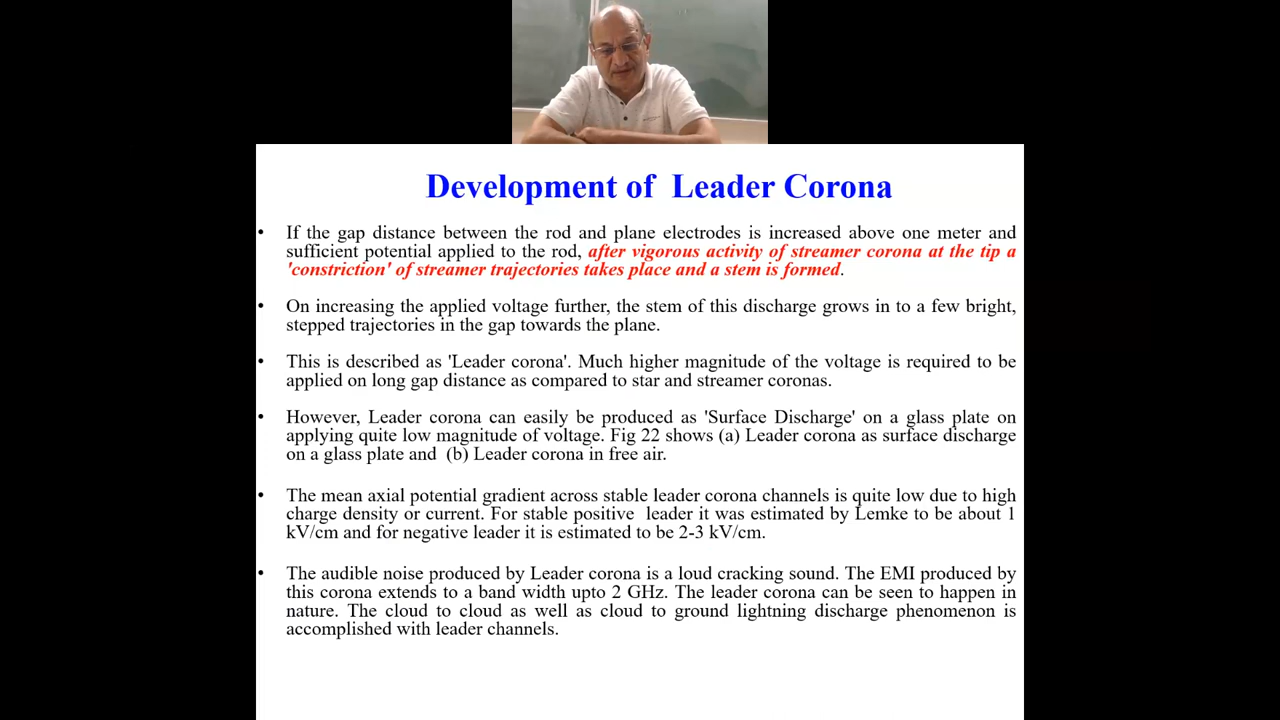 Development of Leader Corona
• If the gap distance between the rod and plane electrodes is increased above one meter and
sufficient potential applied to the rod, after vigorous activity of streamer corona at the tip a
'constriction' of streamer trajectories takes place and a stem is formed.
• On increasing the applied voltage further, the stem of this discharge grows in to a few bright,
stepped trajectories in the gap towards the plane.
• This is described as 'Leader corona'. Much higher magnitude of the voltage is required to be
applied on long gap distance as compared to star and streamer coronas.
• However, Leader corona can easily be produced as 'Surface Discharge' on a glass plate on
applying quite low magnitude of voltage. Fig 22 shows (a) Leader corona as surface discharge
on a glass plate and (b) Leader corona in free air.
• The mean axial potential gradient across stable leader corona channels is quite low due to high
charge density or current. For stable positive leader it was estimated by Lemke to be about 1
kV/cm and for negative leader it is estimated to be 2-3 kV/cm.
• The audible noise produced by Leader corona is a loud cracking sound. The EMI produced by
this corona extends to a band width upto 2 GHz. The leader corona can be seen to happen in
nature. The cloud to cloud as well as cloud to ground lightning discharge phenomenon is
accomplished with leader channels.